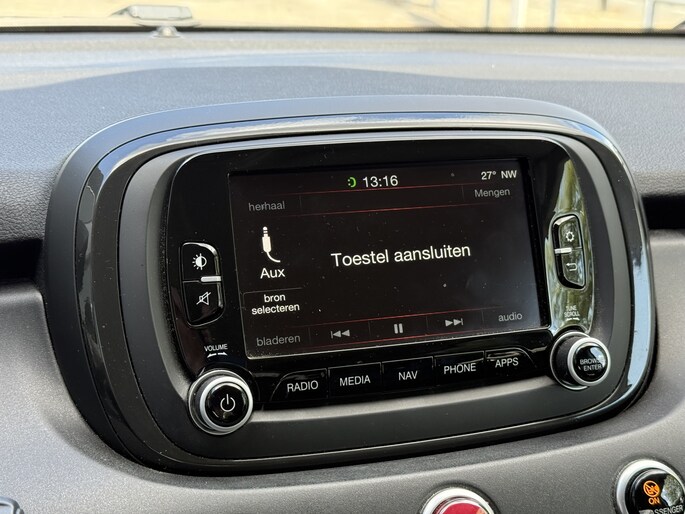 13:16
27° NW
herhaal
Mengen
Aux
Toestel aansluiten
bron
selecteren
bladeren
audio
VOLUME
TUNE
SCROLL
RADIO
MEDIA
NAV
PHONE
APPS
BROWSE
ENTER
ON